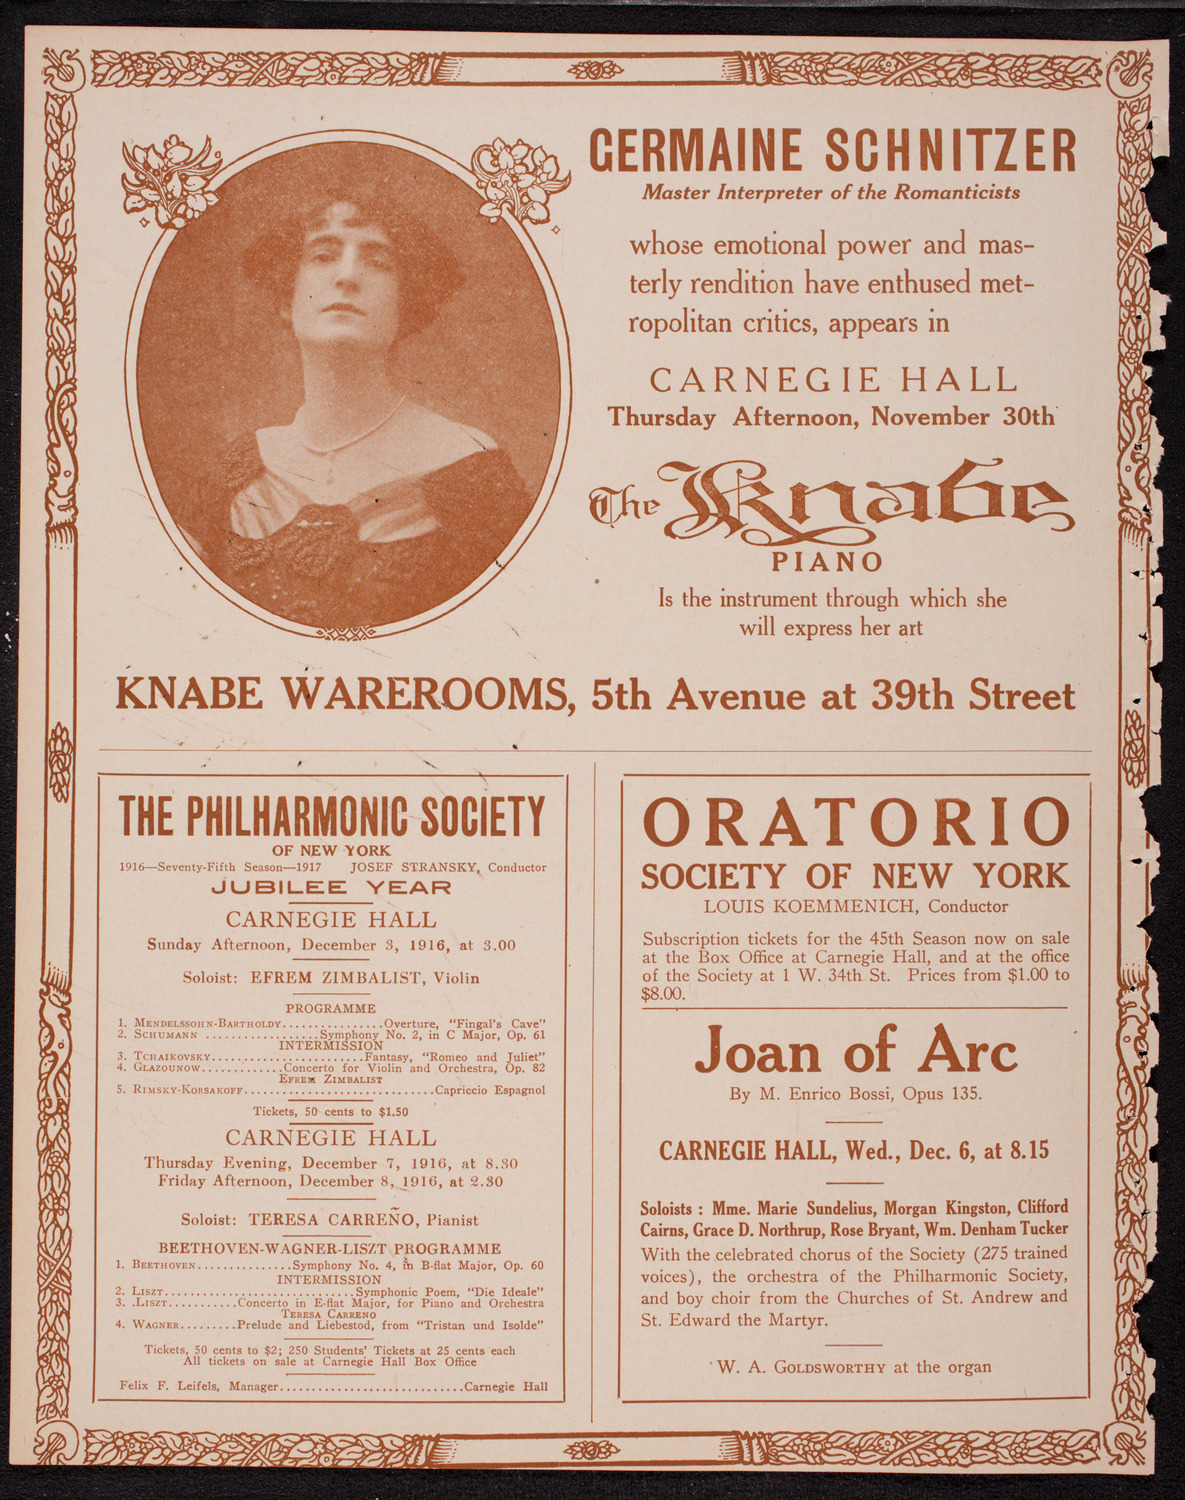 GERMAINE SCHNITZER
Master Interpreter of the Romanticists
whose emotional power and mas-
terly rendition have enthused met-
ropolitan critics, appears in
CARNEGIE HALL
Thursday Afternoon, November 30th
The Knabe
PIANO
Is the instrument through which she
will express her art
KNABE WAREROOMS, 5th Avenue at 39th Street
THE PHILHARMONIC SOCIETY
OF NEW YORK
1916—Seventy-Fifth Season—1917 JOSEF STRANSKY, Conductor
JUBILEE YEAR
CARNEGIE HALL
Sunday Afternoon, December 3, 1916, at 3.00
Soloist: EFREM ZIMBALIST, Violin
PROGRAMME
1. MENDELSSOHN-BARTHOLDY................Overture, "Fingal's Cave"
2. SCHUMANN ..................Symphony No. 2, in C Major, Op. 61
INTERMISSION
3. TCHAIKOVSKY........................Fantasy, "Romeo and Juliet"
4. GLAZOUNOW.............Concerto for Violin and Orchestra, Op. 82
EFREM ZIMBALIST
5. RIMSKY-KORSAKOFF..............................Capriccio Espagnol
Tickets, 50 cents to $1.50
CARNEGIE HALL
Thursday Evening, December 7, 1916, at 8.30
Friday Afternoon, December 8, 1916, at 2.30
Soloist: TERESA CARREÑO, Pianist
BEETHOVEN-WAGNER-LISZT PROGRAMME
1. BEETHOVEN...............Symphony No. 4, in B-flat Major, Op. 60
INTERMISSION
2. LISZT..............................Symphonic Poem, "Die Ideale"
3. .LISZT...........Concerto in E-flat Major, for Piano and Orchestra
TERESA CARRENO
4. WAGNER.........Prelude and Liebestod, from "Tristan und Isolde"
Tickets, 50 cents to $2; 250 Students' Tickets at 25 cents each
All tickets on sale at Carnegie Hall Box Office
Felix F. Leifels, Manager.............................Carnegie Hall
ORATORIO
SOCIETY OF NEW YORK
LOUIS KOEMMENICH, Conductor
Subscription tickets for the 45th Season now on sale
at the Box Office at Carnegie Hall, and at the office
of the Society at 1 W. 34th St. Prices from $1.00 to
$8.00.
Joan of Arc
By M. Enrico Bossi, Opus 135.
CARNEGIE HALL, Wed., Dec. 6, at 8.15
Soloists : Mme. Marie Sundelius, Morgan Kingston, Clifford
Cairns, Grace D. Northrup, Rose Bryant, Wm. Denham Tucker
With the celebrated chorus of the Society (275 trained
voices), the orchestra of the Philharmonic Society,
and boy choir from the Churches of St. Andrew and
St. Edward the Martyr.
W. A. GOLDSWORTHY at the organ